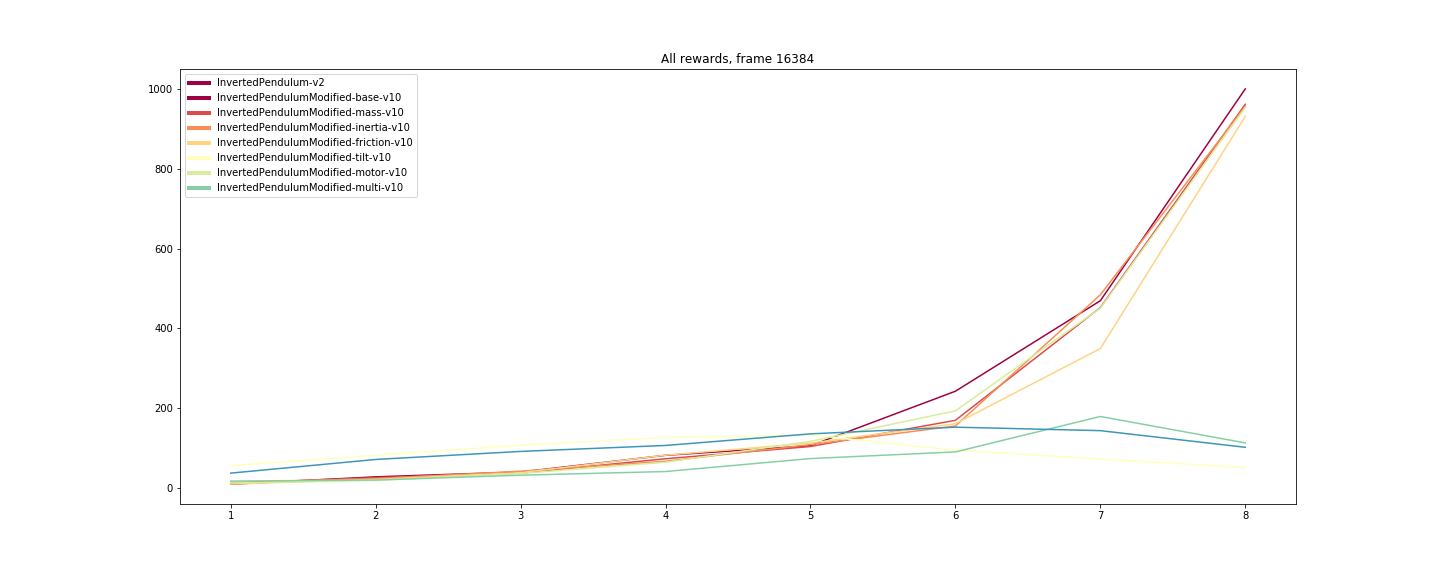 All rewards, frame 16384
InvertedPendulum-v2
InvertedPendulumModified-base-v10
InvertedPendulumModified-mass-v10
InvertedPendulumModified-inertia-v10
InvertedPendulumModified-friction-v10
InvertedPendulumModified-tilt-v10
InvertedPendulumModified-motor-v10
InvertedPendulumModified-multi-v10
1000
800
600
400
200
0
1 2 3 4 5 6 7 8